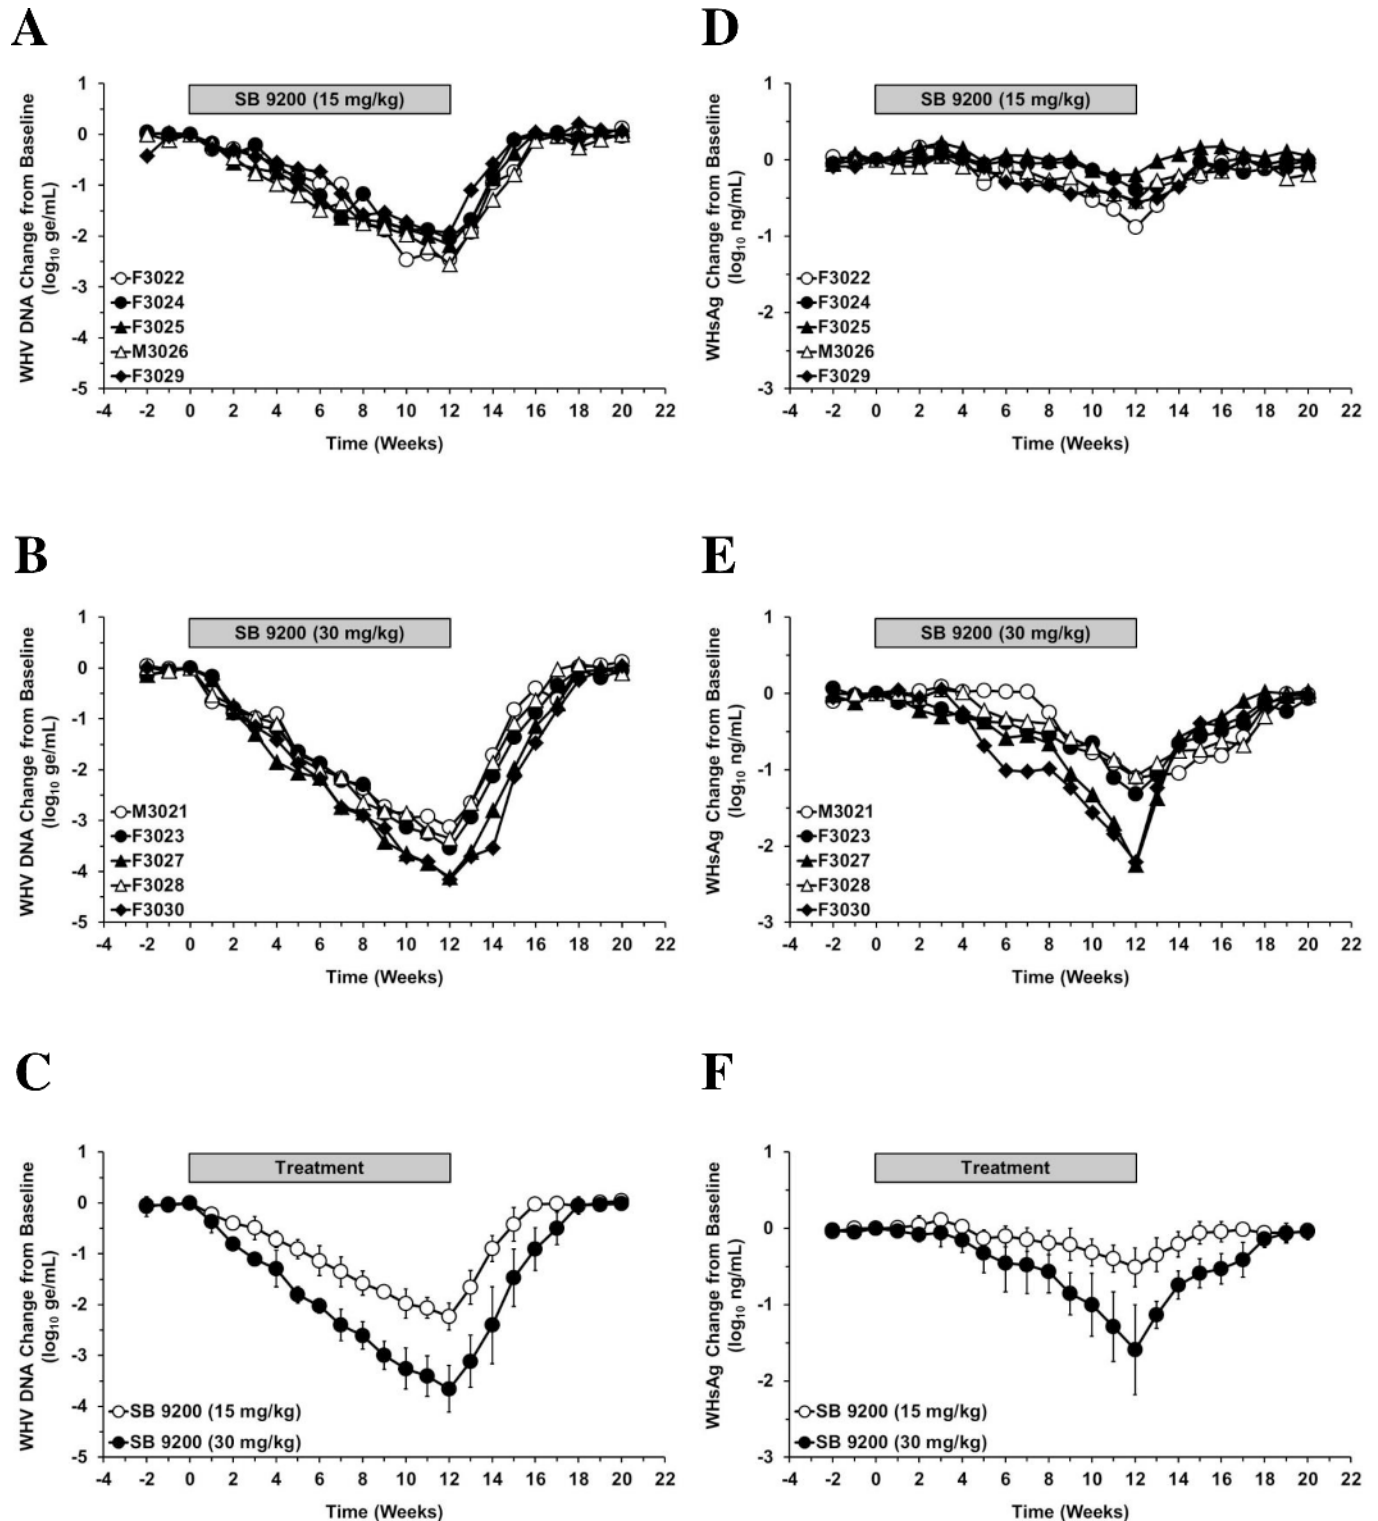 A
WHV DNA Change from Baseline
(log10 ge/mL)
SB 9200 (15 mg/kg)
1
0
-1
-2
-3
-4
-5
F3022
F3024
F3025
M3026
F3029
-4 -2 0 2 4 6 8 10 12 14 16 18 20 22
Time (Weeks)
D
WHsAg Change from Baseline
(log10 ng/mL)
SB 9200 (15 mg/kg)
1
0
-1
-2
-3
F3022
F3024
F3025
M3026
F3029
-4 -2 0 2 4 6 8 10 12 14 16 18 20 22
Time (Weeks)
B
WHV DNA Change from Baseline
(log10 ge/mL)
SB 9200 (30 mg/kg)
1
0
-1
-2
-3
-4
-5
M3021
F3023
F3027
F3028
F3030
-4 -2 0 2 4 6 8 10 12 14 16 18 20 22
Time (Weeks)
E
WHsAg Change from Baseline
(log10 ng/mL)
SB 9200 (30 mg/kg)
1
0
-1
-2
-3
M3021
F3023
F3027
F3028
F3030
-4 -2 0 2 4 6 8 10 12 14 16 18 20 22
Time (Weeks)
C
WHV DNA Change from Baseline
(log10 ge/mL)
Treatment
1
0
-1
-2
-3
-4
-5
SB 9200 (15 mg/kg)
SB 9200 (30 mg/kg)
-4 -2 0 2 4 6 8 10 12 14 16 18 20 22
Time (Weeks)
F
WHsAg Change from Baseline
(log10 ng/mL)
Treatment
1
0
-1
-2
-3
SB 9200 (15 mg/kg)
SB 9200 (30 mg/kg)
-4 -2 0 2 4 6 8 10 12 14 16 18 20 22
Time (Weeks)